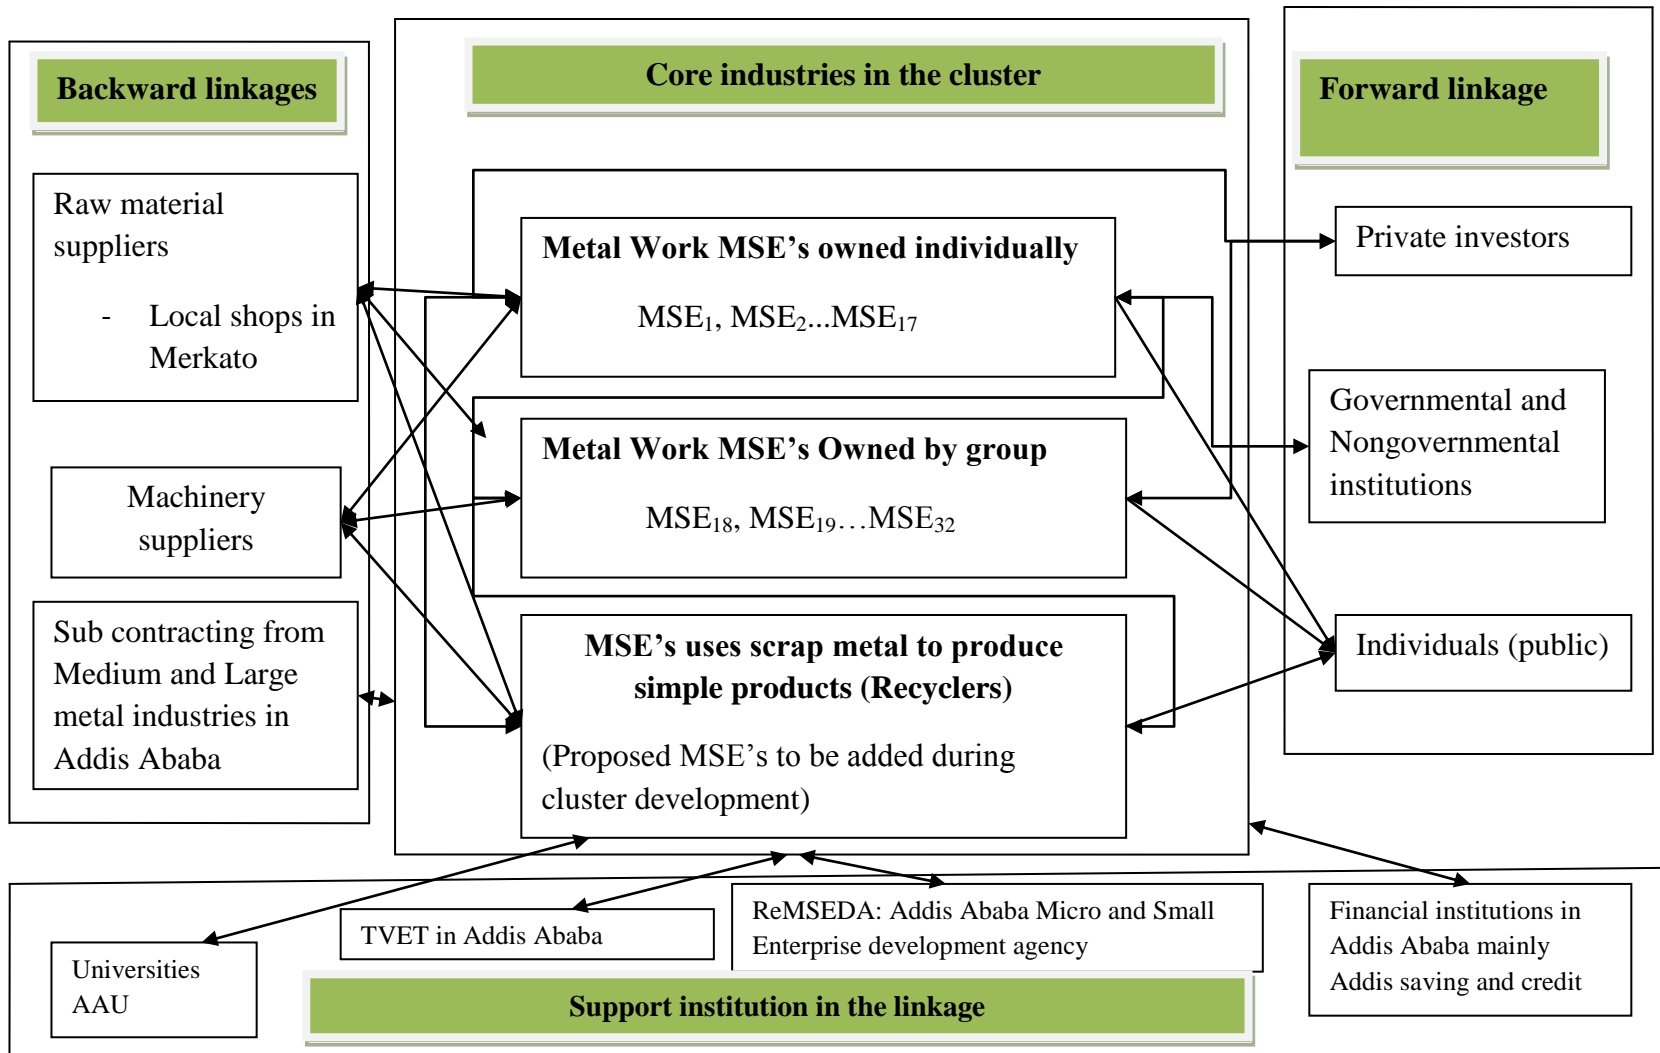 Backward linkages
Raw material
suppliers
- Local shops in
Merkato
Machinery
suppliers
Sub contracting from
Medium and Large
metal industries in
Addis Ababa
Core industries in the cluster
Metal Work MSE’s owned individually
MSE₁, MSE₂...MSE₁₇
Metal Work MSE’s Owned by group
MSE₁₈, MSE₁₉…MSE₃₂
MSE’s uses scrap metal to produce
simple products (Recyclers)
(Proposed MSE’s to be added during
cluster development)
Forward linkage
Private investors
Governmental and
Nongovernmental
institutions
Individuals (public)
Universities
AAU
TVET in Addis Ababa
ReMSEDA: Addis Ababa Micro and Small
Enterprise development agency
Financial institutions in
Addis Ababa mainly
Addis saving and credit
Support institution in the linkage